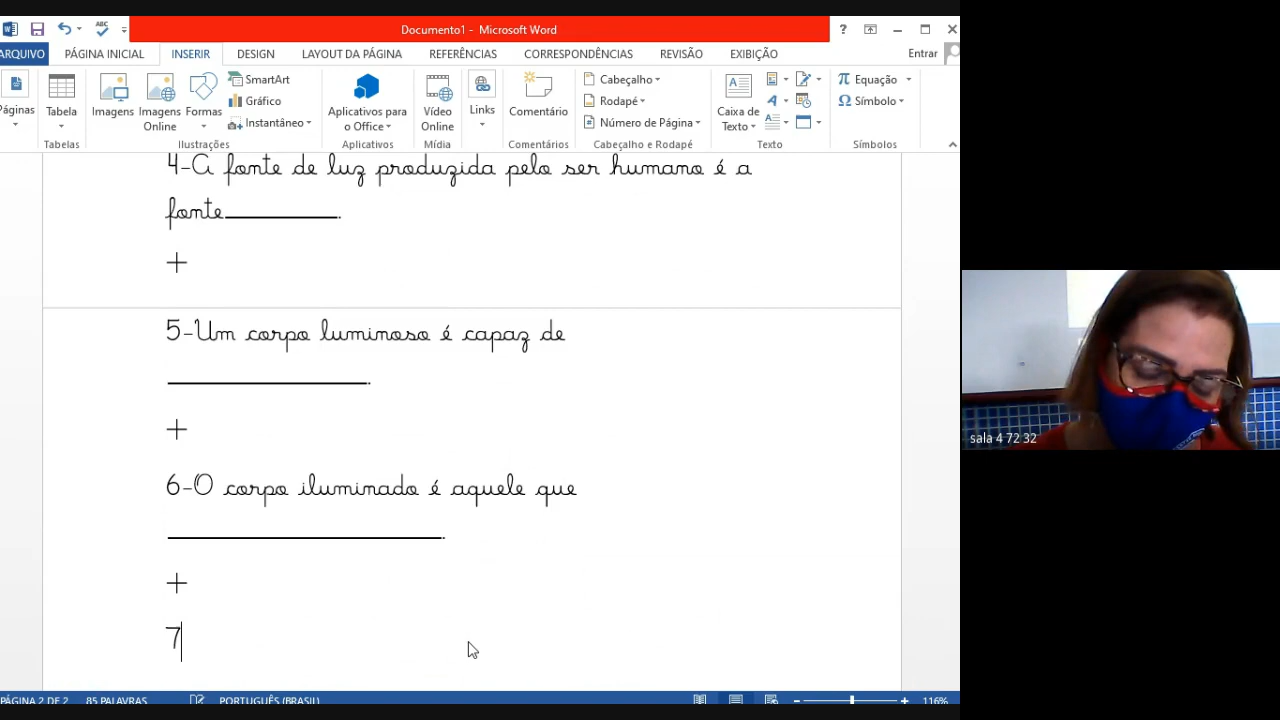 Documento1 - Microsoft Word
ARQUIVO PÁGINA INICIAL INSERIR DESIGN LAYOUT DA PÁGINA REFERÊNCIAS CORRESPONDÊNCIAS REVISÃO EXIBIÇÃO Entrar
Páginas Tabela Imagens Imagens Online Formas SmartArt Gráfico Instantâneo Aplicativos para o Office Vídeo Online Links Comentário Cabeçalho Rodapé Número de Página Caixa de Texto Equação Símbolo
Tabelas Ilustrações Aplicativos Mídia Comentários Cabeçalho e Rodapé Texto Símbolos
4-A fonte de luz produzida pelo ser humano é a
fonte__________.
+
5-Um corpo luminoso é capaz de
__________________.
+
6-O corpo iluminado é aquele que
_________________________.
+
7
sala 4 72 32
PÁGINA 2 DE 2 85 PALAVRAS PORTUGUÊS (BRASIL) 116%